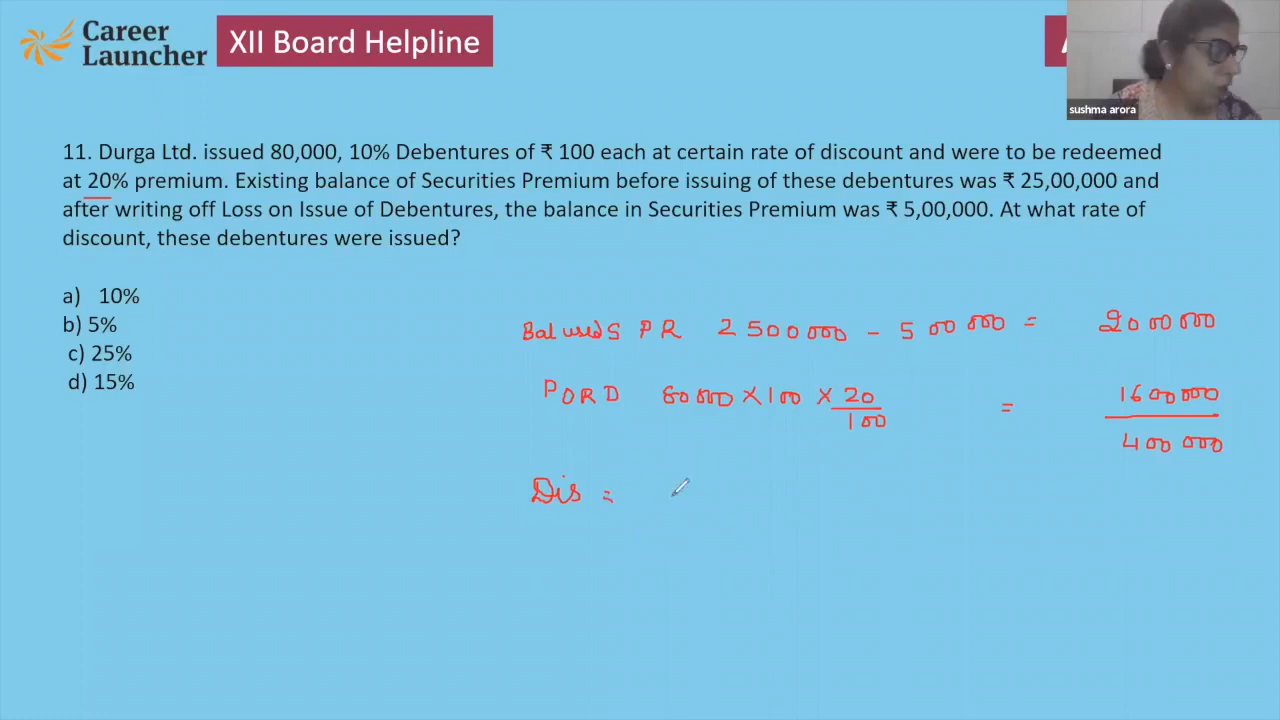 Career
Launcher
XII Board Helpline
A
sushma arora
11. Durga Ltd. issued 80,000, 10% Debentures of ₹ 100 each at certain rate of discount and were to be redeemed
at 20% premium. Existing balance of Securities Premium before issuing of these debentures was ₹ 25,00,000 and
after writing off Loss on Issue of Debentures, the balance in Securities Premium was ₹ 5,00,000. At what rate of
discount, these debentures were issued?
a) 10%
b) 5%
c) 25%
d) 15%
Bal used S P R 2500000 - 500000 = 2000000
PORD 80000 × 100 × 20/100 = 1600000
400000
Dis =